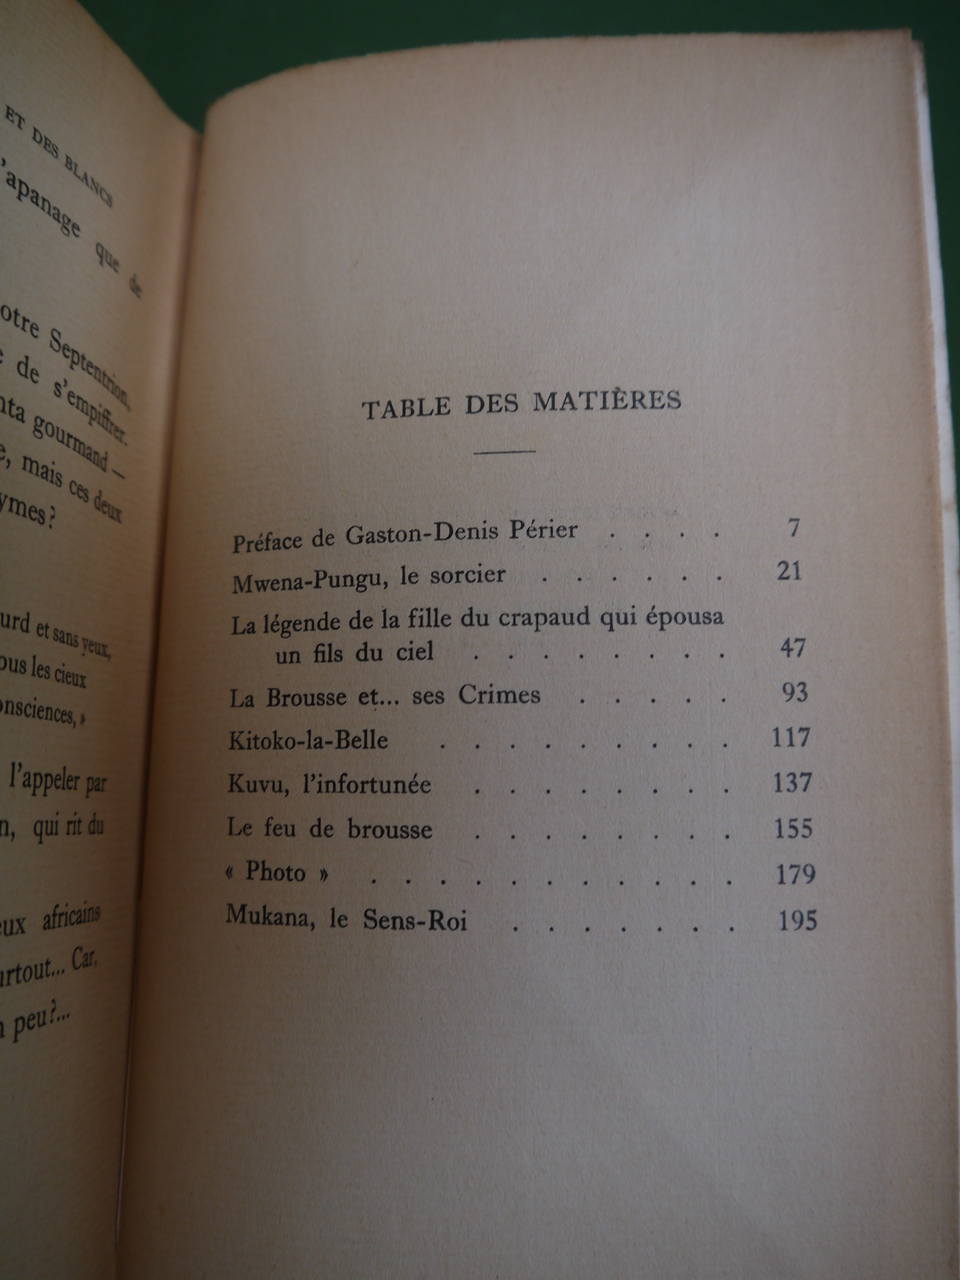 ET DES BLANCS
'apanage que de
otre Septentrion,
de s'empiffrer.
gourmand —
, mais ces deux
ymes?
urd et sans yeux,
ous les cieux
onsciences, »
l'appeler par
n, qui rit du
ux africains
rtout... Car,
peu?...
TABLE DES MATIÈRES
Préface de Gaston-Denis Périer . . . . 7
Mwena-Pungu, le sorcier . . . . . . 21
La légende de la fille du crapaud qui épousa
un fils du ciel . . . . . . . . 47
La Brousse et... ses Crimes . . . . . 93
Kitoko-la-Belle . . . . . . . . . 117
Kuvu, l'infortunée . . . . . . . . 137
Le feu de brousse . . . . . . . . 155
« Photo » . . . . . . . . . . . 179
Mukana, le Sens-Roi . . . . . . . 195